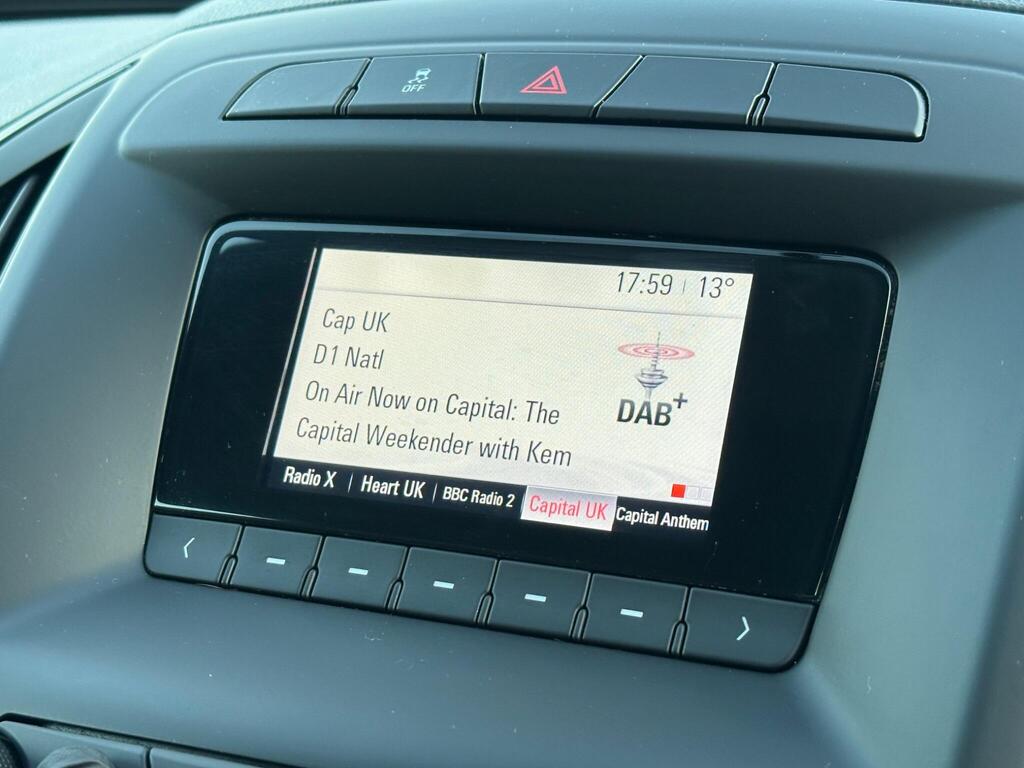 OFF
17:59 | 13°
Cap UK
D1 Natl
On Air Now on Capital: The
Capital Weekender with Kem
DAB+
Radio X | Heart UK | BBC Radio 2 Capital UK Capital Anthem